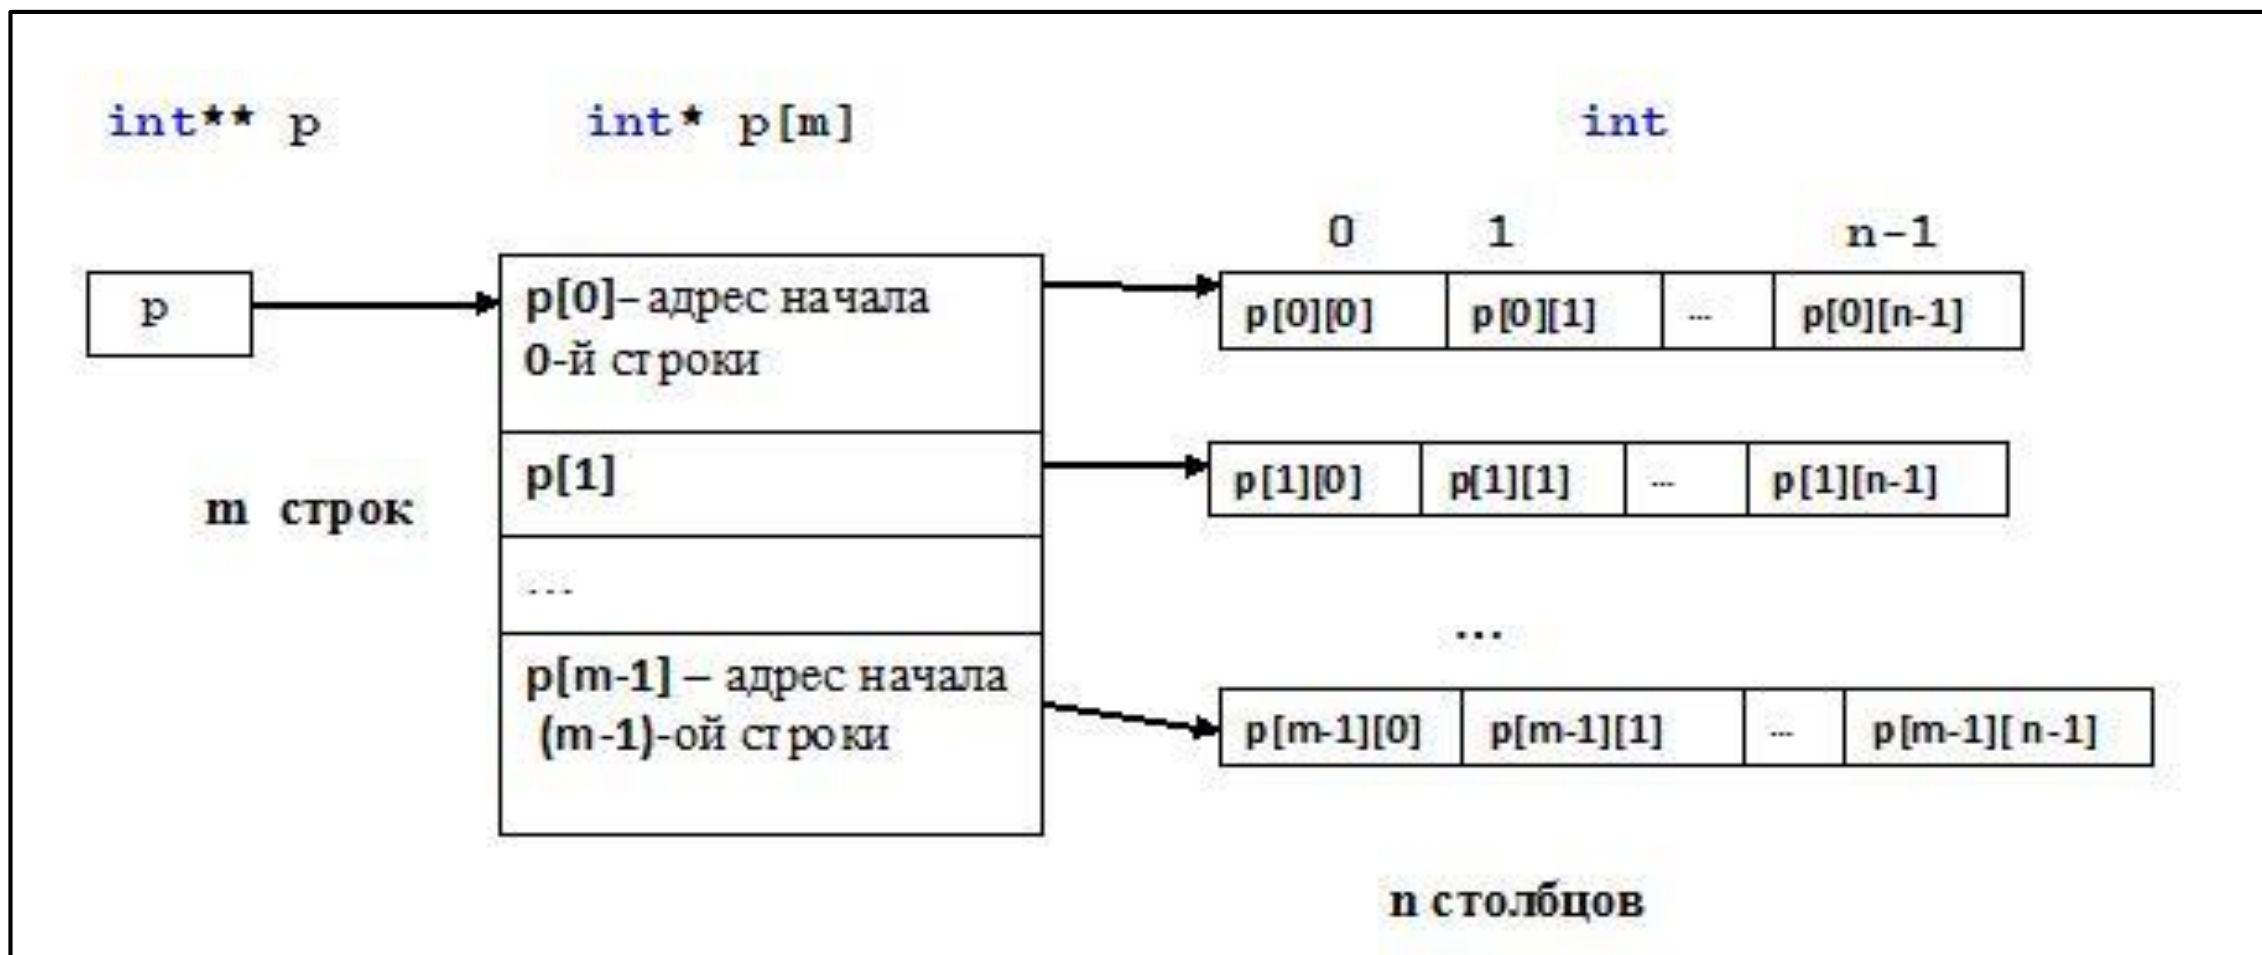 int** p
int* p[m]
int
0 1 n-1
p
p[0]– адрес начала
0-й строки
p[0][0] p[0][1] ... p[0][n-1]
m строк
p[1]
p[1][0] p[1][1] ... p[1][n-1]
...
...
p[m-1] – адрес начала
(m-1)-ой строки
p[m-1][0] p[m-1][1] ... p[m-1][ n-1]
n столбцов